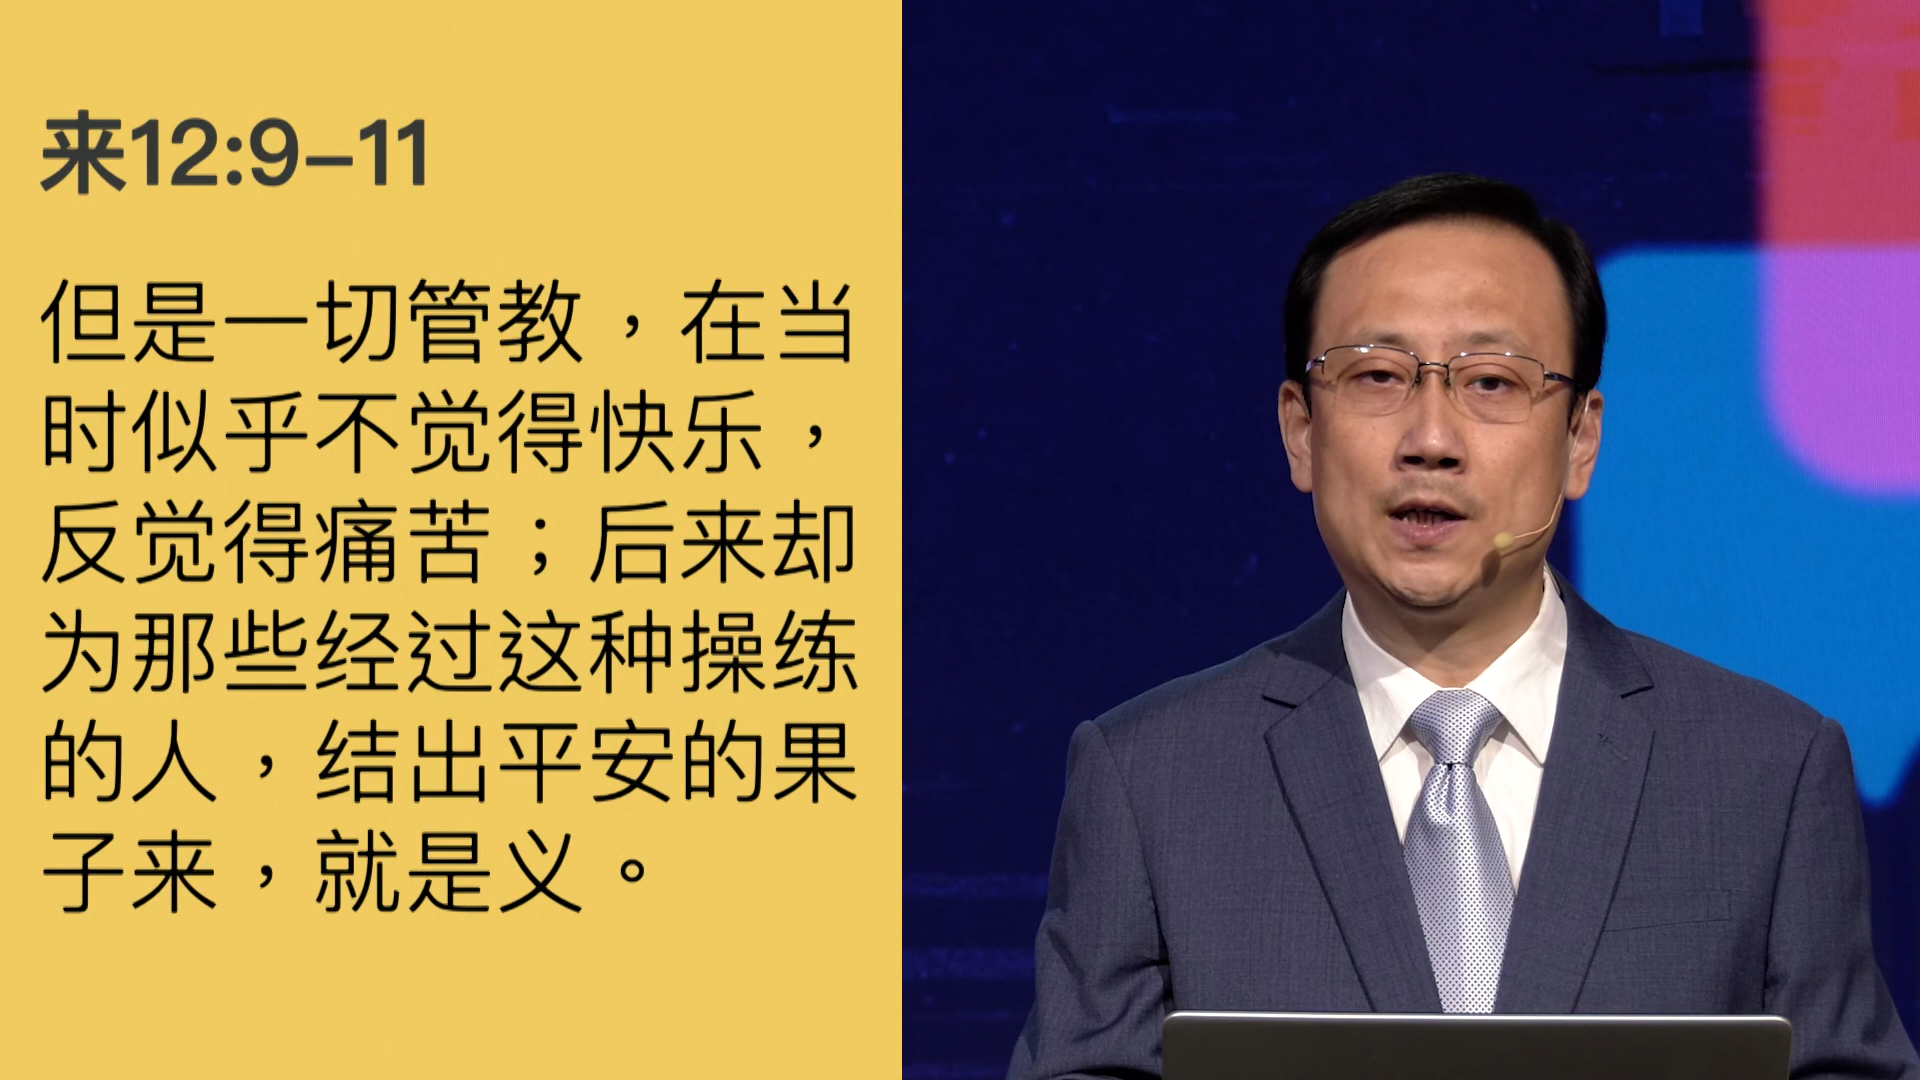 来12:9–11
但是一切管教，在当
时似乎不觉得快乐，
反觉得痛苦；后来却
为那些经过这种操练
的人，结出平安的果
子来，就是义。